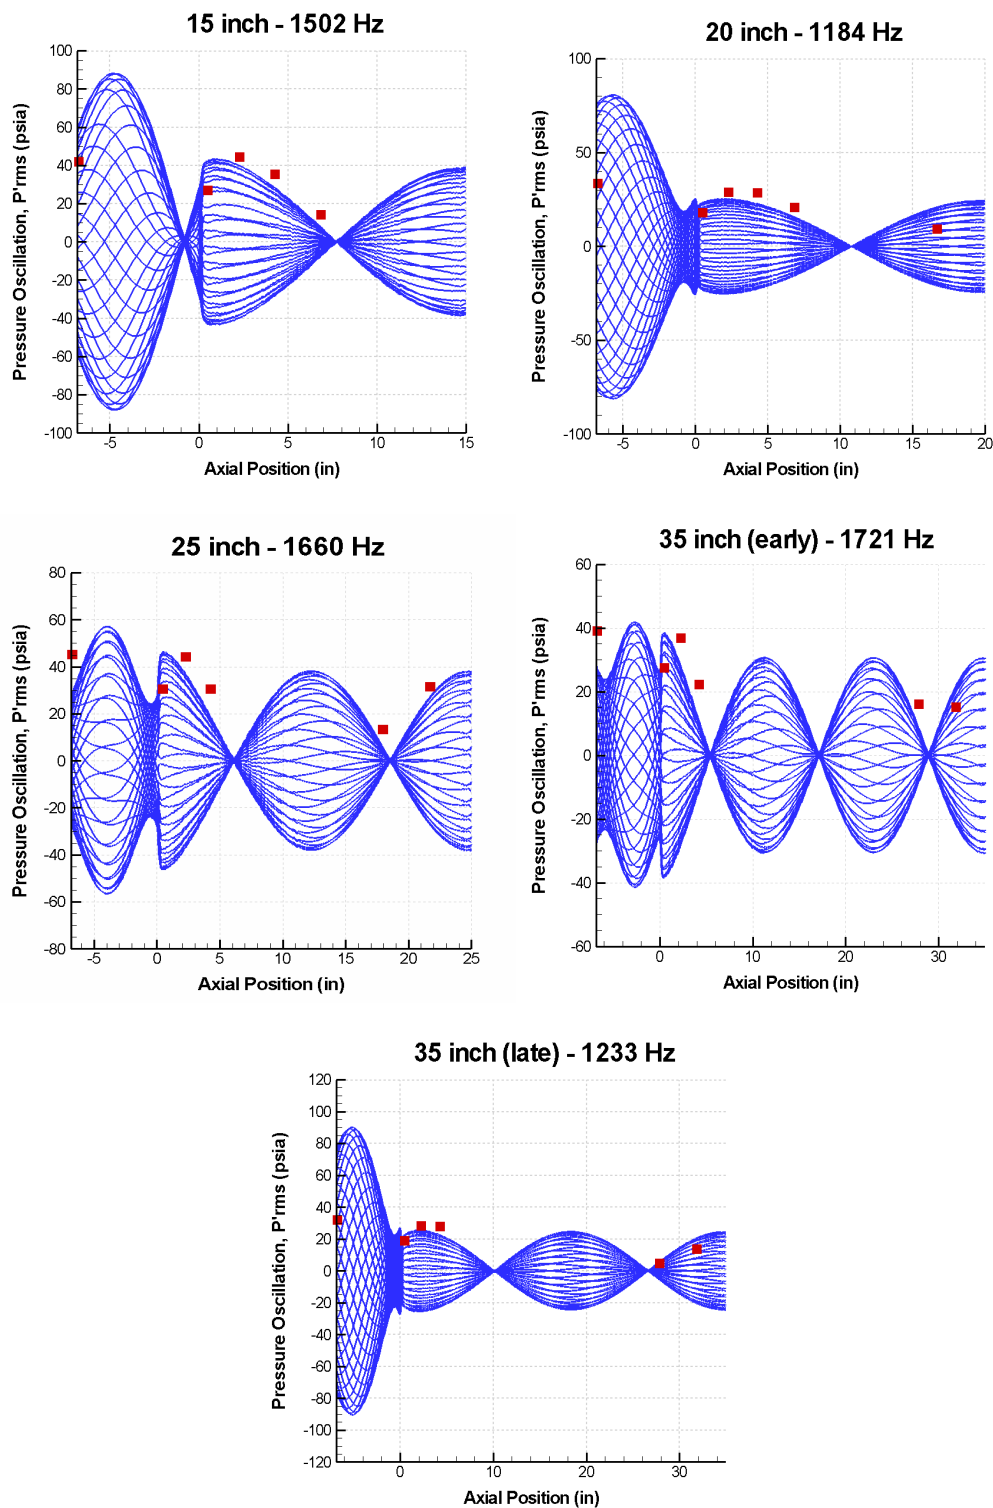 15 inch - 1502 Hz
Pressure Oscillation, P'rms (psia)
100
80
60
40
20
0
-20
-40
-60
-80
-100
-5 0 5 10 15
Axial Position (in)
20 inch - 1184 Hz
Pressure Oscillation, P'rms (psia)
100
50
0
-50
-100
-5 0 5 10 15 20
Axial Position (in)
25 inch - 1660 Hz
Pressure Oscillation, P'rms (psia)
80
60
40
20
0
-20
-40
-60
-80
-5 0 5 10 15 20 25
Axial Position (in)
35 inch (early) - 1721 Hz
Pressure Oscillation, P'rms (psia)
60
40
20
0
-20
-40
-60
0 10 20 30
Axial Position (in)
35 inch (late) - 1233 Hz
Pressure Oscillation, P'rms (psia)
120
100
80
60
40
20
0
-20
-40
-60
-80
-100
-120
0 10 20 30
Axial Position (in)